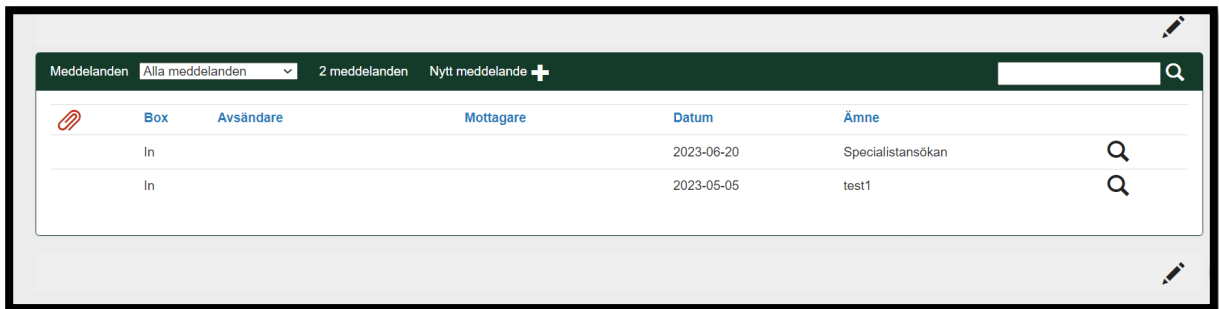 Meddelanden Alla meddelanden 2 meddelanden Nytt meddelande
Box Avsändare Mottagare Datum Ämne
In 2023-06-20 Specialistansökan
In 2023-05-05 test1